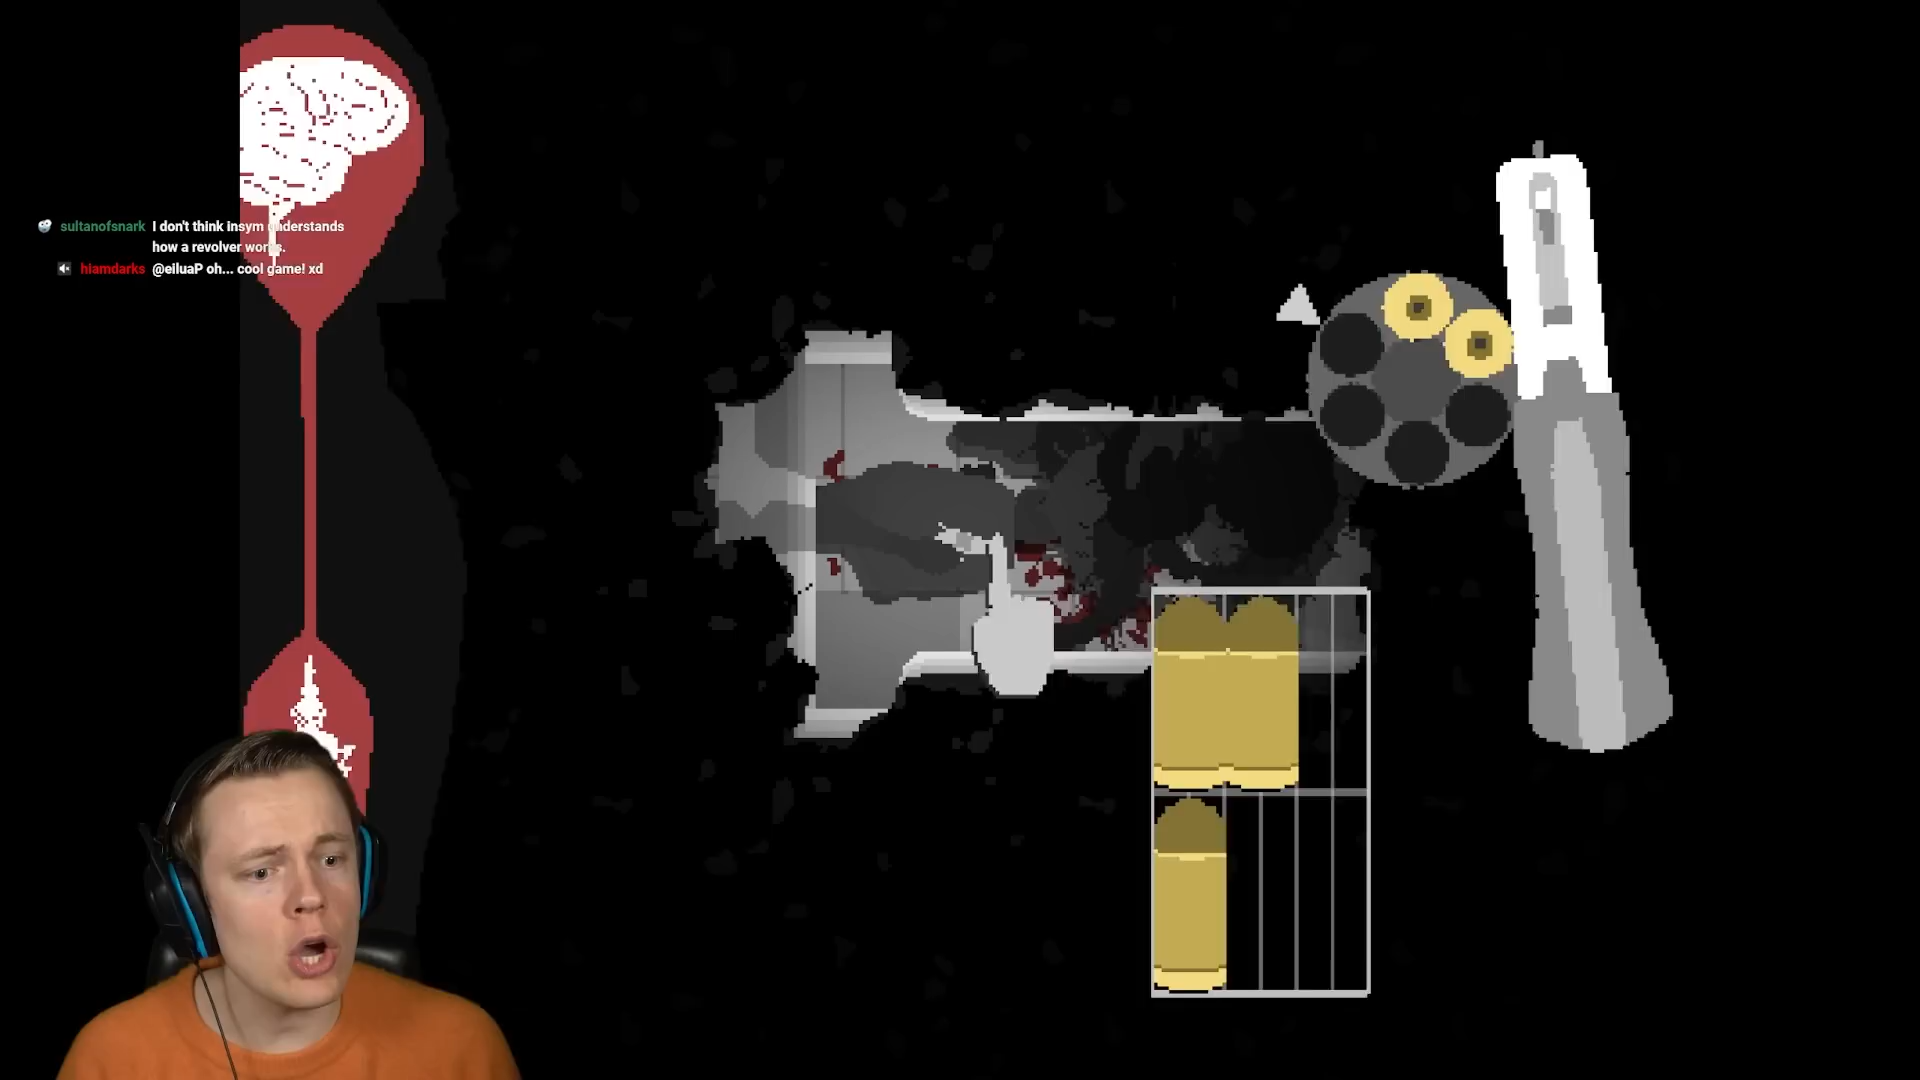 sultanofsnark I don't think insym understands
how a revolver works.
hiamdarks @eiluaP oh... cool game! xd